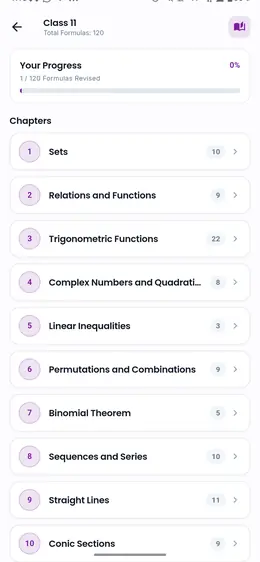 Class 11
Total Formulas: 120
Your Progress
0%
1 / 120 Formulas Revised
Chapters
1 Sets 10
2 Relations and Functions 9
3 Trigonometric Functions 22
4 Complex Numbers and Quadrati... 8
5 Linear Inequalities 3
6 Permutations and Combinations 9
7 Binomial Theorem 5
8 Sequences and Series 10
9 Straight Lines 11
10 Conic Sections 9